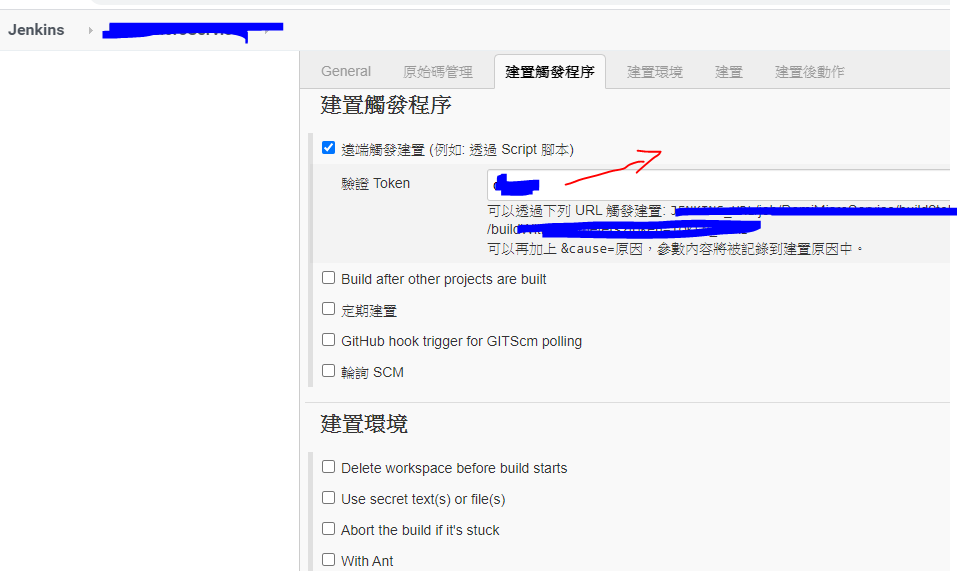 Jenkins
General 原始碼管理 建置觸發程序 建置環境 建置 建置後動作
建置觸發程序
遠端觸發建置 (例如: 透過 Script 腳本)
驗證 Token
可以透過下列 URL 觸發建置:
/build
可以再加上 &cause=原因，參數內容將被記錄到建置原因中。
Build after other projects are built
定期建置
GitHub hook trigger for GITScm polling
輪詢 SCM
建置環境
Delete workspace before build starts
Use secret text(s) or file(s)
Abort the build if it's stuck
With Ant